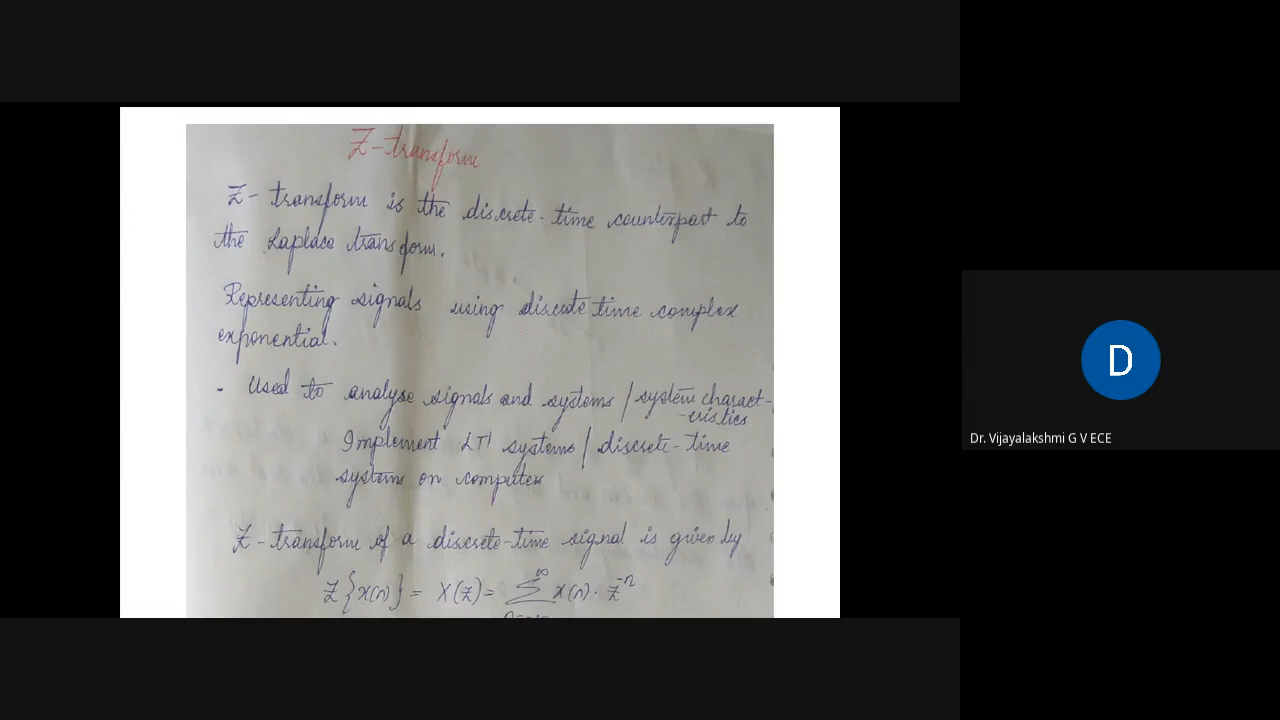 Z-transform
Z-transform is the discrete-time counterpart to
the Laplace transform.
Representing signals using discrete time complex
exponential.
- Used to analyse signals and systems / system charact-
-eristics
Implement LTI systems / discrete-time
systems on computer
Z-transform of a discrete-time signal is given by
Z{x(n)} = X(z) = ∑ x(n). z⁻ⁿ
∞
D
Dr. Vijayalakshmi G V ECE